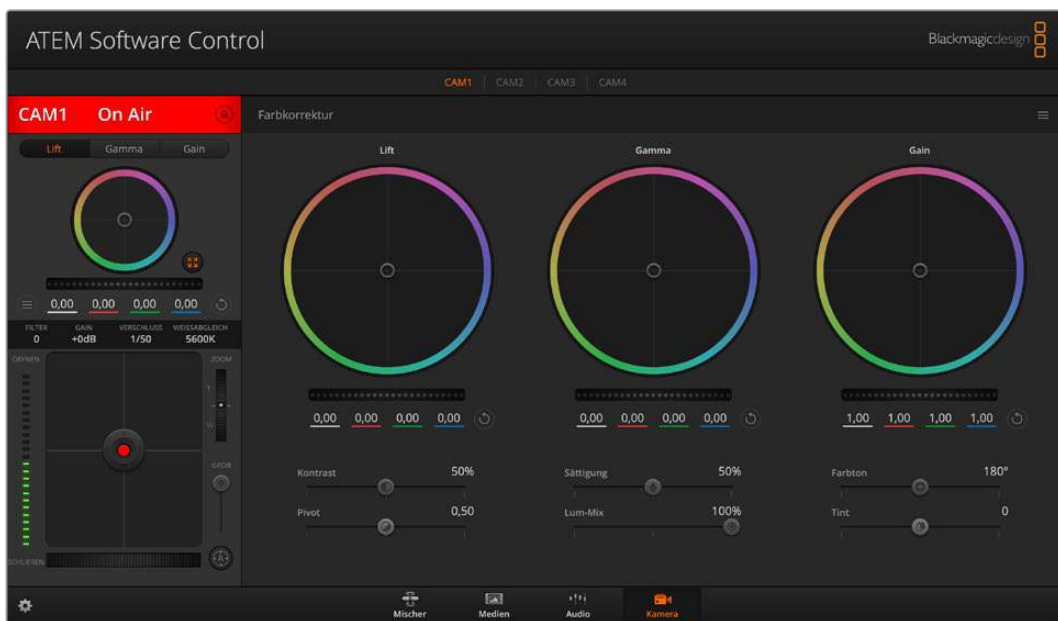 ATEM Software Control
Blackmagicdesign
CAM1 CAM2 CAM3 CAM4
CAM1 On Air
Farbkorrektur
Lift Gamma Gain
Lift Gamma Gain
0,00 0,00 0,00 0,00
FILTER GAIN VERSCHLUSS WEISSABGLEICH
0 +0dB 1/50 5600K
ÖFFNEN ZOOM
T
W
GROB
SCHLIEßEN
0,00 0,00 0,00 0,00 0,00 0,00 0,00 0,00 1,00 1,00 1,00 1,00
Kontrast 50% Sättigung 50% Farbton 180°
Pivot 0,50 Lum-Mix 100% Tint 0
A
Mischer Medien Audio Kamera